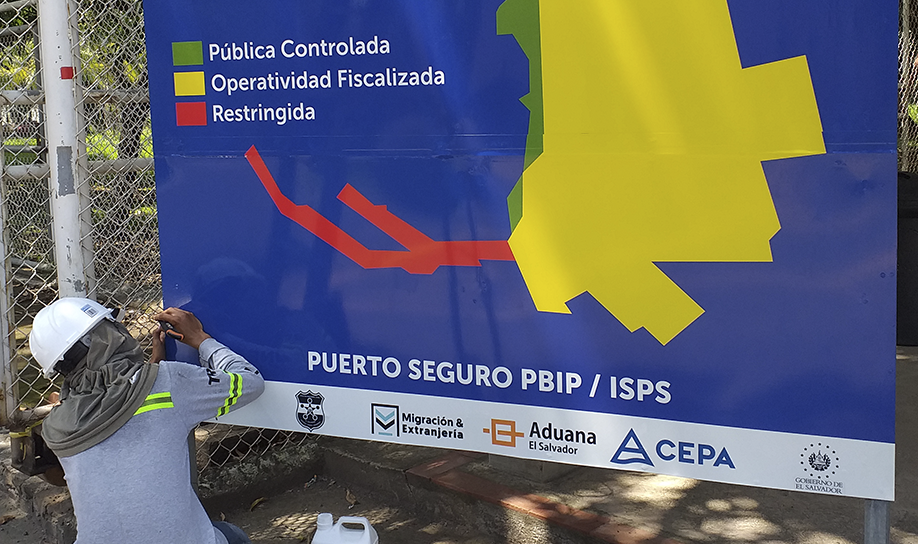 Pública Controlada
Operatividad Fiscalizada
Restringida
PUERTO SEGURO PBIP / ISPS
Migración &
Extranjería
Aduana
El Salvador
CEPA
GOBIERNO DE
EL SALVADOR